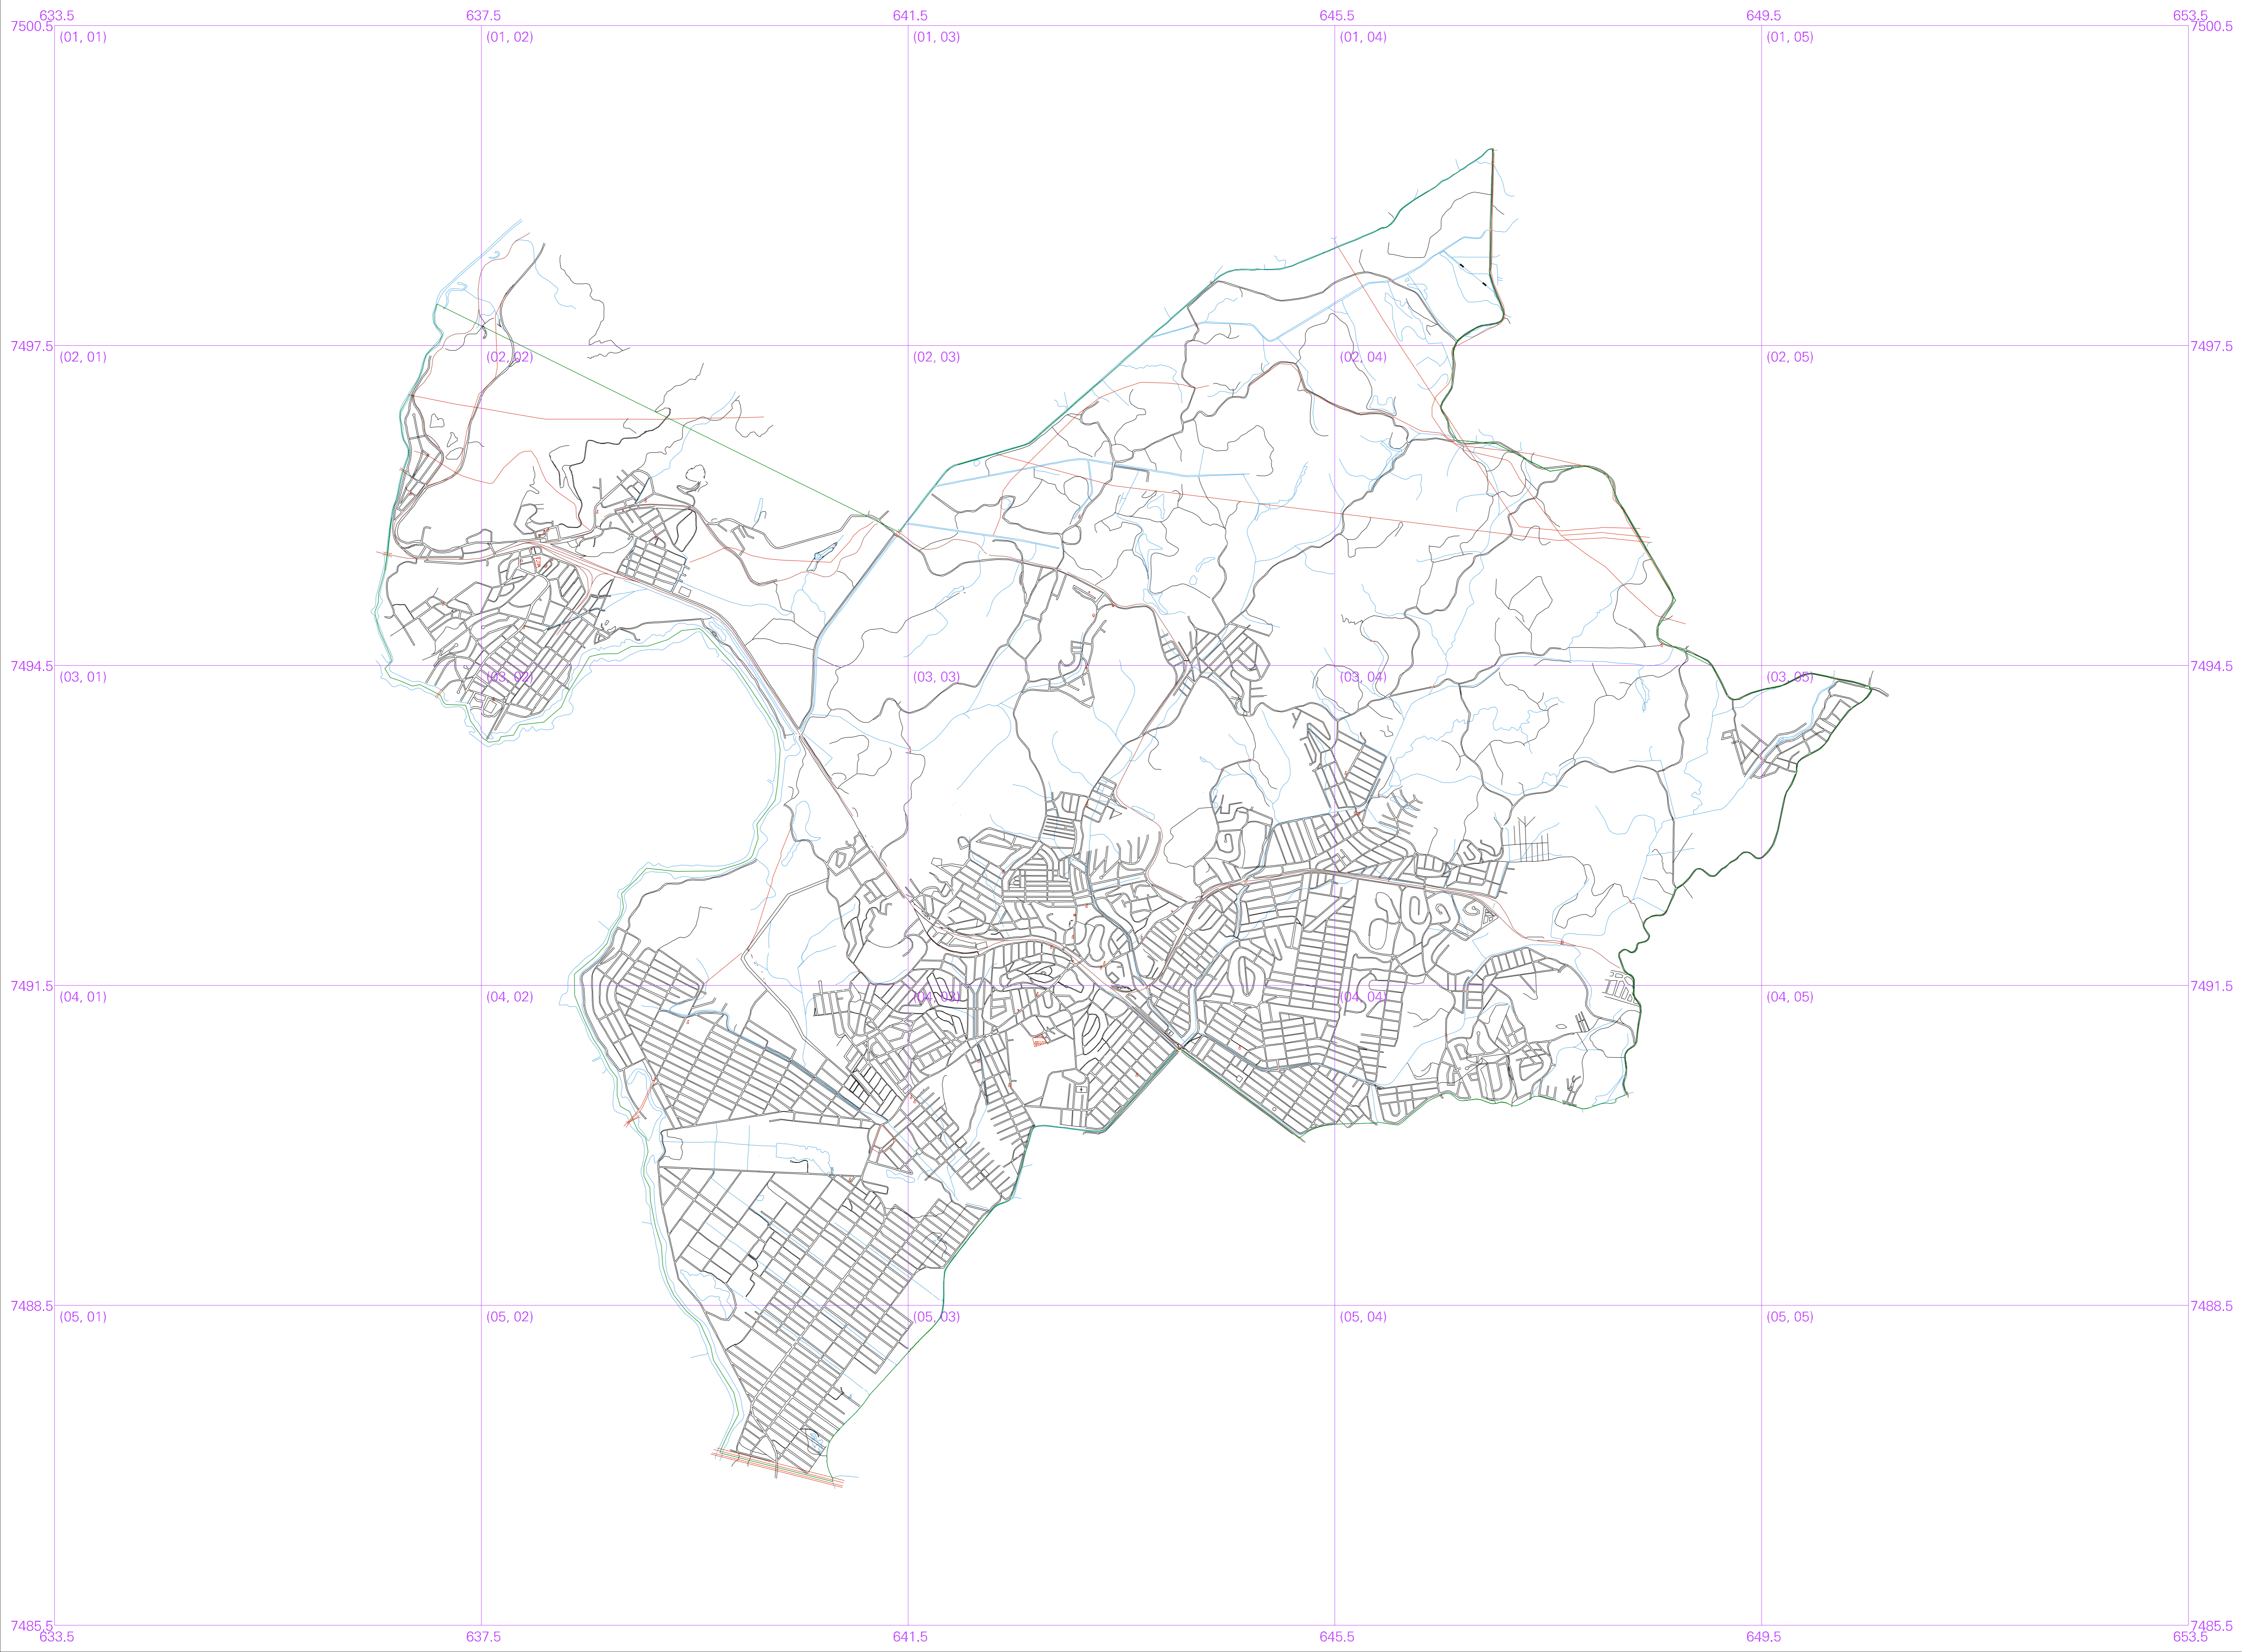 633.5 637.5 641.5 645.5 649.5 653.5
7500.5 7500.5
(01, 01) (01, 02) (01, 03) (01, 04) (01, 05)
7497.5 7497.5
(02, 01) (02, 02) (02, 03) (02, 04) (02, 05)
7494.5 7494.5
(03, 01) (03, 02) (03, 03) (03, 04) (03, 05)
7491.5 7491.5
(04, 01) (04, 02) (04, 03) (04, 04) (04, 05)
7488.5 7488.5
(05, 01) (05, 02) (05, 03) (05, 04) (05, 05)
7485.5 7485.5
633.5 637.5 641.5 645.5 649.5 653.5